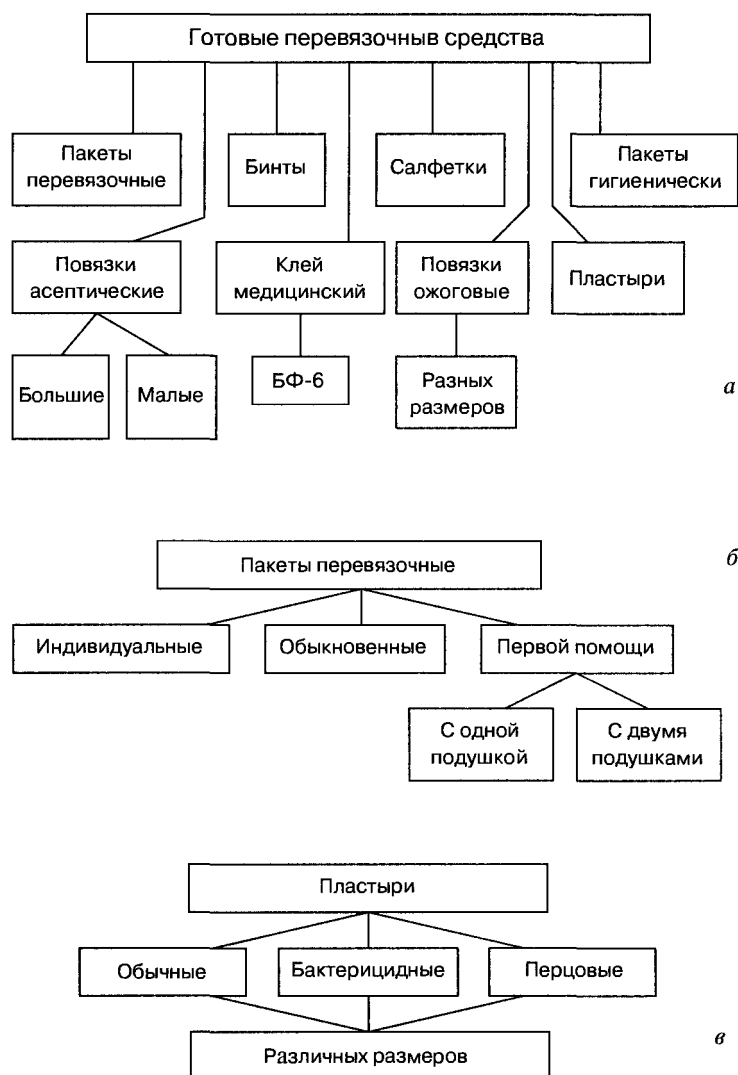 Готовые перевязочныв средства
Пакеты
перевязочные
Бинты
Салфетки
Пакеты
гигиенически
Повязки
асептические
Клей
медицинский
Повязки
ожоговые
Пластыри
Большие
Малые
БФ-6
Разных
размеров
а
Пакеты перевязочные
б
Индивидуальные
Обыкновенные
Первой помощи
С одной
подушкой
С двумя
подушками
Пластыри
Обычные
Бактерицидные
Перцовые
Различных размеров
в